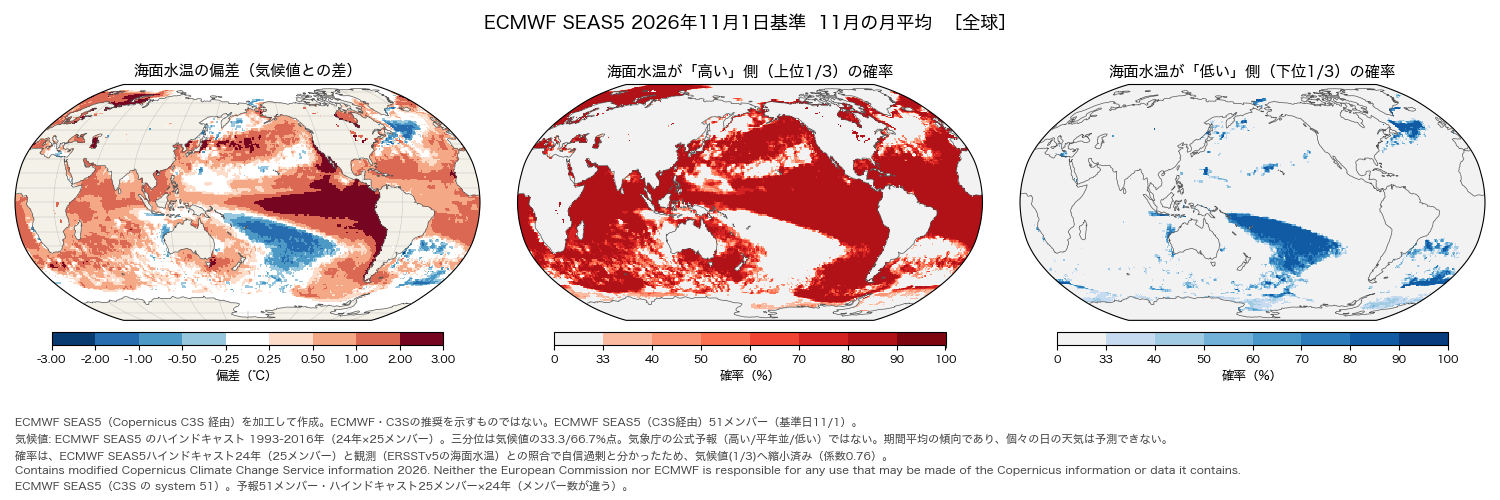 ECMWF SEAS5 2026年11月1日基準 11月の月平均 ［全球］
海面水温の偏差（気候値との差）
海面水温が「高い」側（上位1/3）の確率
海面水温が「低い」側（下位1/3）の確率
-3.00 -2.00 -1.00 -0.50 -0.25 0.25 0.50 1.00 2.00 3.00
偏差（℃）
0 33 40 50 60 70 80 90 100
確率（%）
0 33 40 50 60 70 80 90 100
確率（%）
ECMWF SEAS5（Copernicus C3S 経由）を加工して作成。ECMWF・C3Sの推奨を示すものではない。ECMWF SEAS5（C3S経由）51メンバー（基準日11/1）。
気候値: ECMWF SEAS5 のハインドキャスト 1993-2016年（24年×25メンバー）。三分位は気候値の33.3/66.7%点。気象庁の公式予報（高い/平年並/低い）ではない。期間平均の傾向であり、個々の日の天気は予測できない。
確率は、ECMWF SEAS5ハインドキャスト24年（25メンバー）と観測（ERSSTv5の海面水温）との照合で自信過剰と分かったため、気候値(1/3)へ縮小済み（係数0.76）。
Contains modified Copernicus Climate Change Service information 2026. Neither the European Commission nor ECMWF is responsible for any use that may be made of the Copernicus information or data it contains.
ECMWF SEAS5（C3S の system 51）。予報51メンバー・ハインドキャスト25メンバー×24年（メンバー数が違う）。